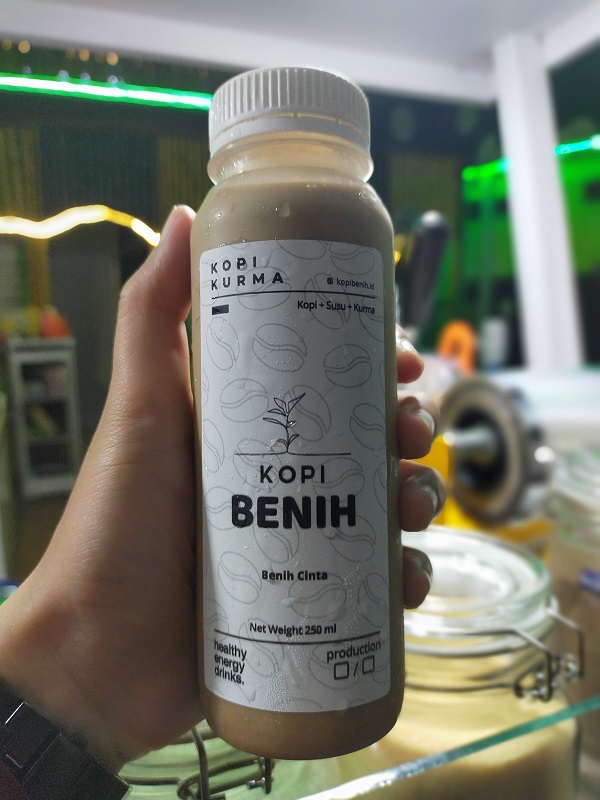 KOPI
KURMA
kopibenih.id
Kopi + Susu + Kurma
KOPI
BENIH
Benih Cinta
Net Weight 250 ml
healthy
energy
drinks.
production
/